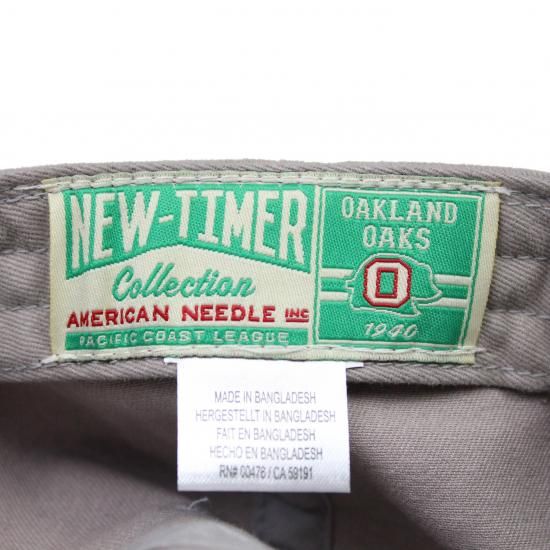 NEW-TIMER
Collection
AMERICAN NEEDLE INC
PACIFIC COAST LEAGUE
OAKLAND
OAKS
O
1940
MADE IN BANGLADESH
HERGESTELLT IN BANGLADESH
FAIT EN BANGLADESH
HECHO EN BANGLADESH
RN# 00476 / CA 59191